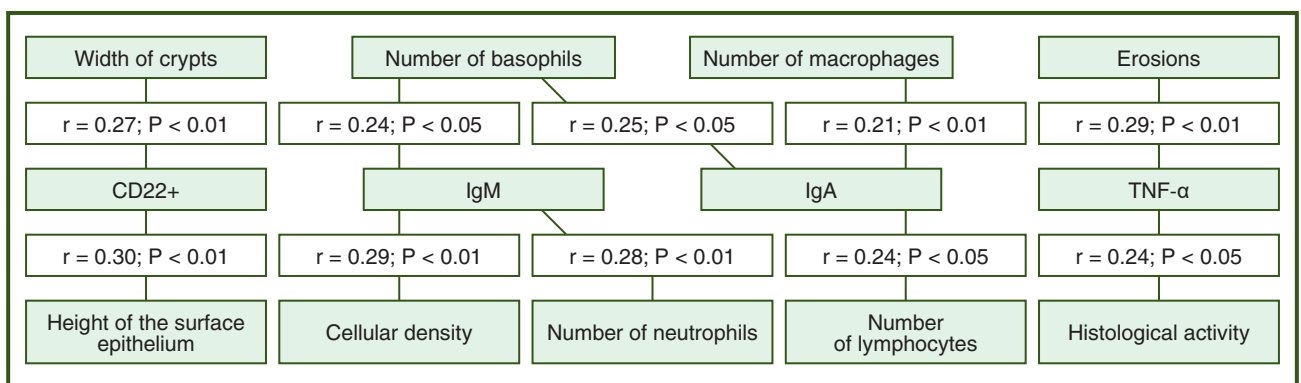 Width of crypts
Number of basophils
Number of macrophages
Erosions
r = 0.27; P < 0.01
r = 0.24; P < 0.05
r = 0.25; P < 0.05
r = 0.21; P < 0.01
r = 0.29; P < 0.01
CD22+
IgM
IgA
TNF-α
r = 0.30; P < 0.01
r = 0.29; P < 0.01
r = 0.28; P < 0.01
r = 0.24; P < 0.05
r = 0.24; P < 0.05
Height of the surface
epithelium
Cellular density
Number of neutrophils
Number
of lymphocytes
Histological activity